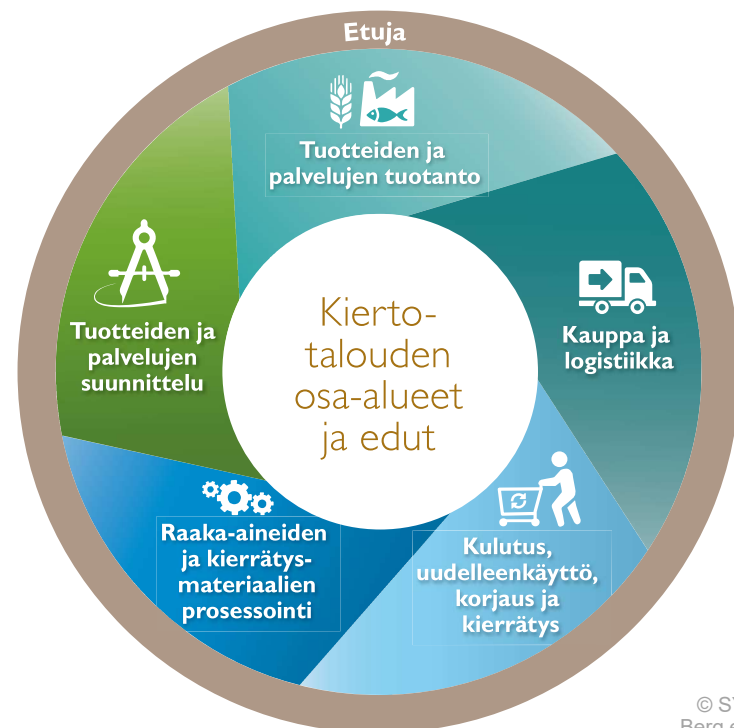 Etuja
Tuotteiden ja
palvelujen tuotanto
Kauppa ja
logistiikka
Kulutus,
uudelleenkäyttö,
korjaus ja
kierrätys
Raaka-aineiden
ja kierrätys-
materiaalien
prosessointi
Tuotteiden ja
palvelujen
suunnittelu
Kierto-
talouden
osa-alueet
ja edut
©
Berg